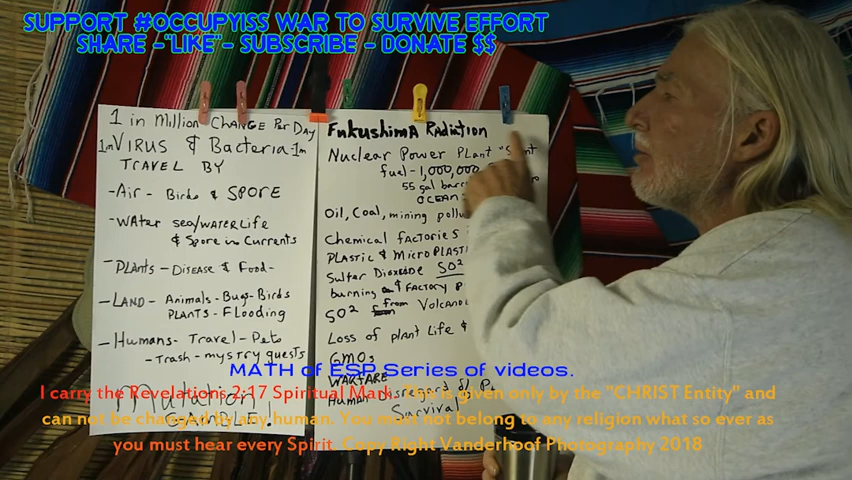 SUPPORT #OCCUPYISS WAR TO SURVIVE EFFORT
SHARE -"LIKE"- SUBSCRIBE - DONATE $$
1 in Million CHANGE Per DAy
1m VIRUS & BACTERIA-1m
TRAVEL BY
-Air- Birds & SPORE
-WAter sea/WATERLife
& Spore in Currents
-PLANTS-DISEASE & Food-
-LAND- Animals-Bugs-Birds
PLANTS- Flooding
-Humans-Travel-Pets
-Trash-mystry guests
Mutation
GAMBLE!
FukushimA RAdiATION
Nuclear Power Plant
fuel-1,000,000
55 gal
OCEAN
Oil, Coal, mining
Chemical factories
PLASTIC & Micro
Sulfer Dioxede SO²
burning & FACTORY
SO² from
Loss of plant Life &
GMOs
WARFARE
Human
Survival
MATH of ESP Series of videos.
I carry the Revelations 2:17 Spiritual Mark. This is given only by the "CHRIST Entity" and
can not be changed by any human. You must not belong to any religion what so ever as
you must hear every Spirit. Copy Right Vanderhoof Photography 2018